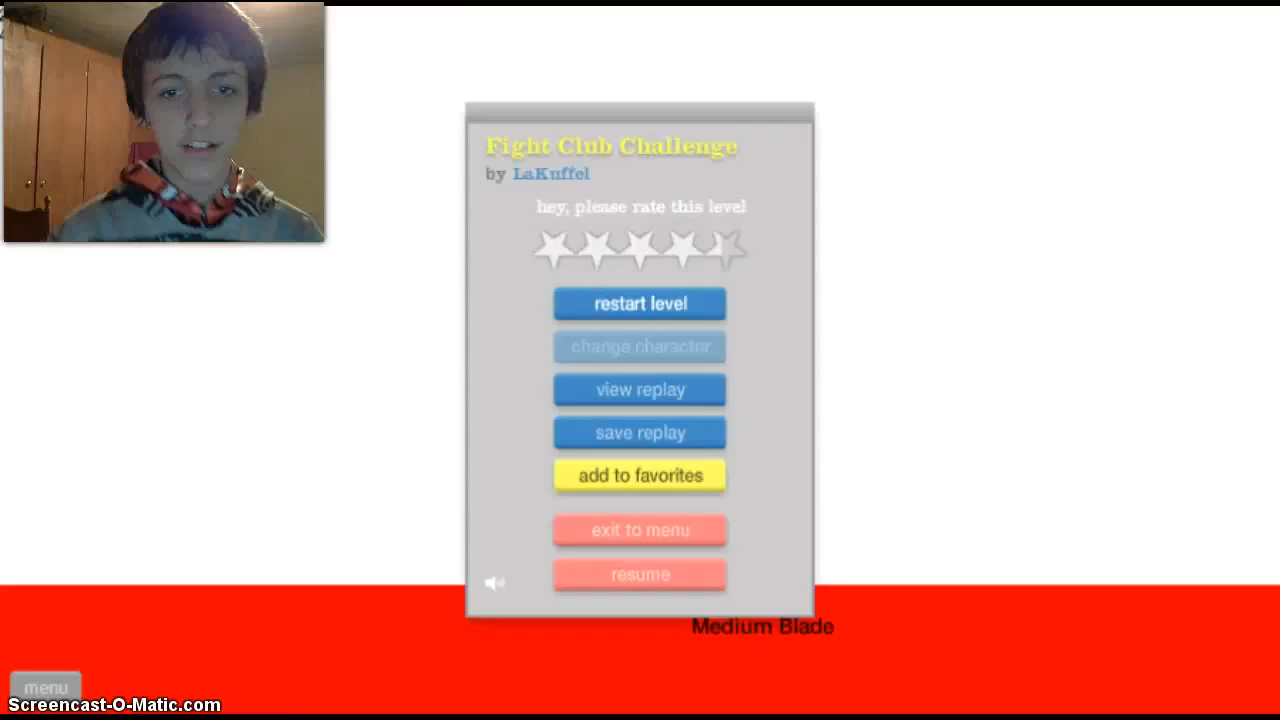 Fight Club Challenge
by LaKuffel
hey, please rate this level
restart level
change character
view replay
save replay
add to favorites
exit to menu
resume
Medium Blade
menu
Screencast-O-Matic.com